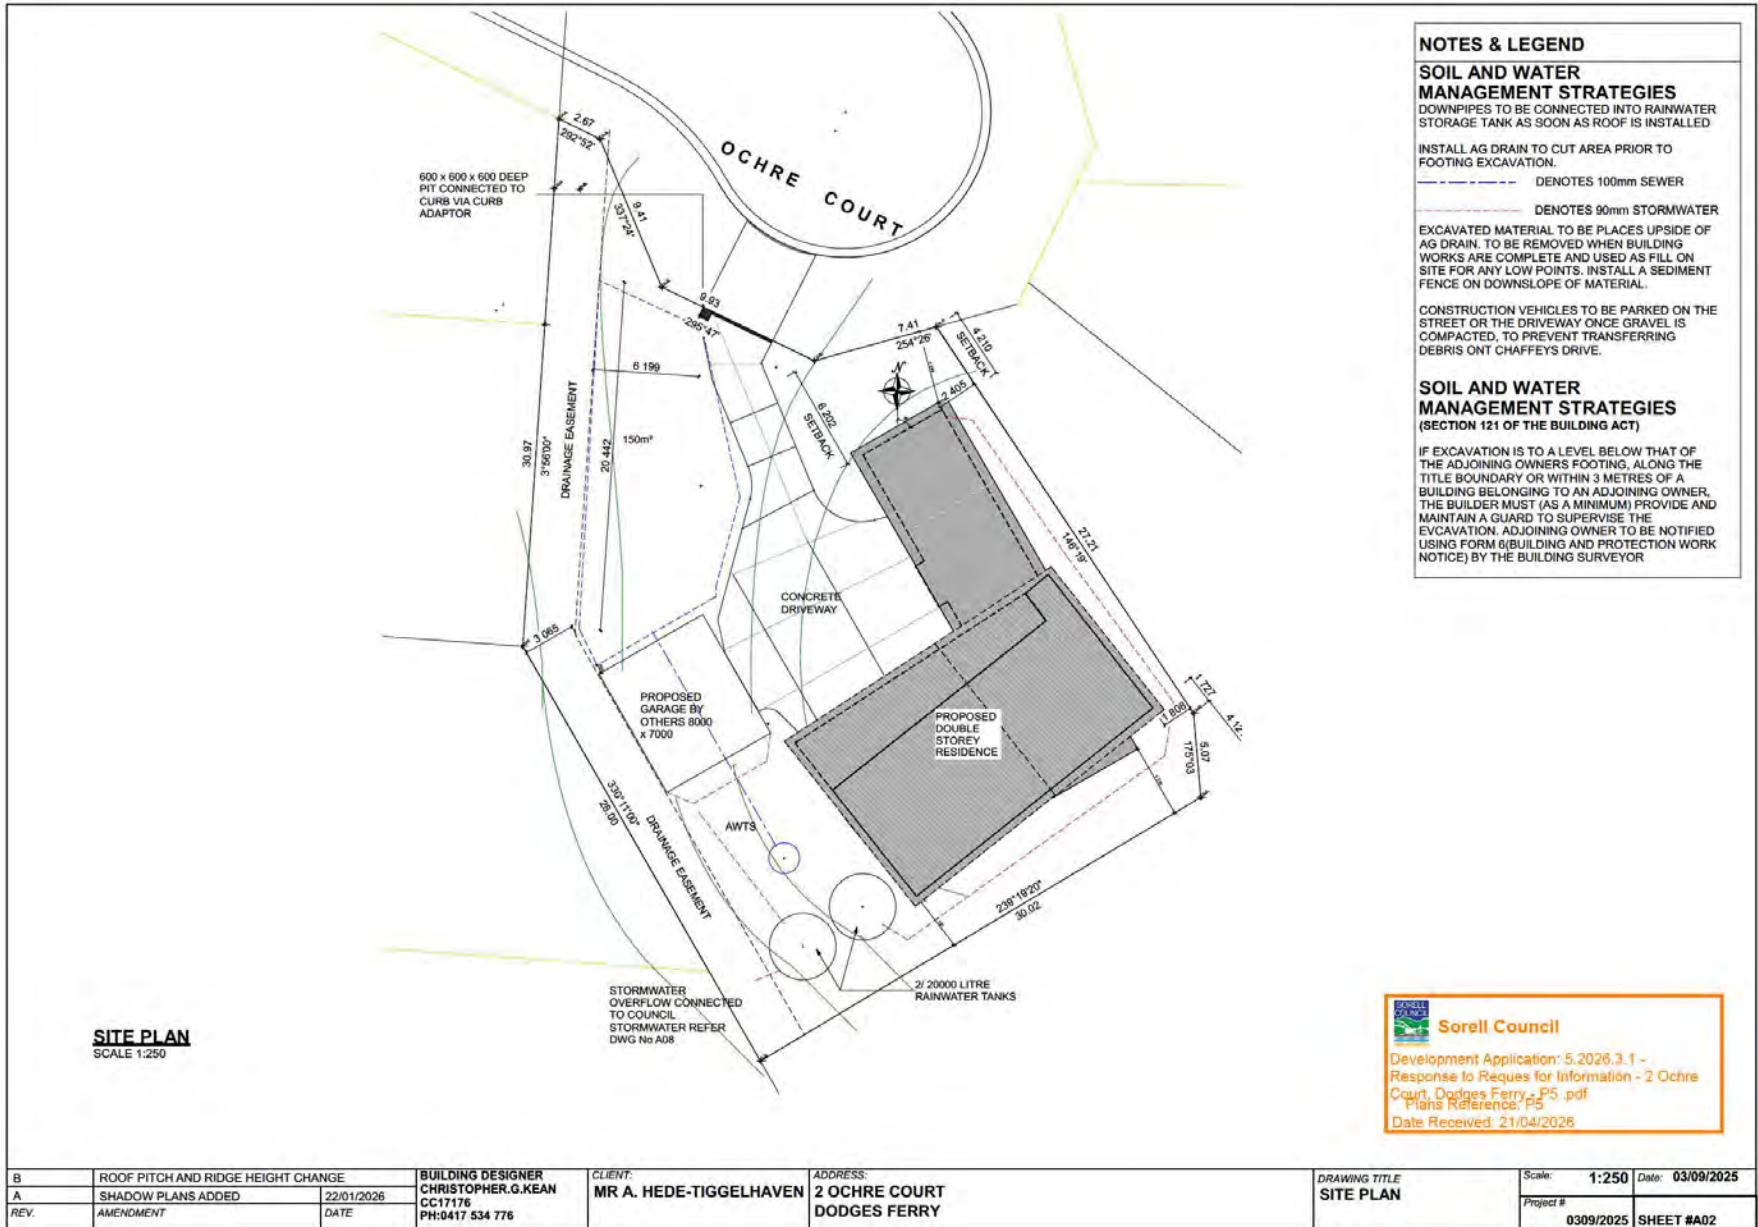 NOTES & LEGEND
SOIL AND WATER
MANAGEMENT STRATEGIES
DOWNPIPES TO BE CONNECTED INTO RAINWATER
STORAGE TANK AS SOON AS ROOF IS INSTALLED
INSTALL AG DRAIN TO CUT AREA PRIOR TO
FOOTING EXCAVATION.
DENOTES 100mm SEWER
DENOTES 90mm STORMWATER
EXCAVATED MATERIAL TO BE PLACES UPSIDE OF
AG DRAIN. TO BE REMOVED WHEN BUILDING
WORKS ARE COMPLETE AND USED AS FILL ON
SITE FOR ANY LOW POINTS. INSTALL A SEDIMENT
FENCE ON DOWNSLOPE OF MATERIAL.
CONSTRUCTION VEHICLES TO BE PARKED ON THE
STREET OR THE DRIVEWAY ONCE GRAVEL IS
COMPACTED, TO PREVENT TRANSFERRING
DEBRIS ONT CHAFFEYS DRIVE.
SOIL AND WATER
MANAGEMENT STRATEGIES
(SECTION 121 OF THE BUILDING ACT)
IF EXCAVATION IS TO A LEVEL BELOW THAT OF
THE ADJOINING OWNERS FOOTING, ALONG THE
TITLE BOUNDARY OR WITHIN 3 METRES OF A
BUILDING BELONGING TO AN ADJOINING OWNER,
THE BUILDER MUST (AS A MINIMUM) PROVIDE AND
MAINTAIN A GUARD TO SUPERVISE THE
EVCAVATION. ADJOINING OWNER TO BE NOTIFIED
USING FORM 6(BUILDING AND PROTECTION WORK
NOTICE) BY THE BUILDING SURVEYOR
2.67
292°52'
600 x 600 x 600 DEEP
PIT CONNECTED TO
CURB VIA CURB
ADAPTOR
9.41
337°24'
OCHRE COURT
9.93
295°47'
7.41
254°26'
4.210
SETBACK
N
2.405
6 199
6 202
SETBACK
30.97
3°56'00"
DRAINAGE EASEMENT
20 442
150m²
27.21
146°19'
CONCRETE
DRIVEWAY
3 065
PROPOSED
GARAGE BY
OTHERS 8000
x 7000
PROPOSED
DOUBLE
STOREY
RESIDENCE
1 727
1 808
4.12
5.07
175°03
330°11'00"
26.00
DRAINAGE EASEMENT
AWTS
239°19'20"
30.02
2/ 20000 LITRE
RAINWATER TANKS
STORMWATER
OVERFLOW CONNECTED
TO COUNCIL
STORMWATER REFER
DWG No A08
SITE PLAN
SCALE 1:250
SORELL
COUNCIL
Sorell Council
Development Application: 5.2026.3.1 -
Response to Reques for Information - 2 Ochre
Court, Dodges Ferry - P5 .pdf
Plans Reference: P5
Date Received: 21/04/2026
B ROOF PITCH AND RIDGE HEIGHT CHANGE
A SHADOW PLANS ADDED 22/01/2026
REV. AMENDMENT DATE
BUILDING DESIGNER
CHRISTOPHER.G.KEAN
CC17176
PH:0417 534 776
CLIENT:
MR A. HEDE-TIGGELHAVEN
ADDRESS:
2 OCHRE COURT
DODGES FERRY
DRAWING TITLE
SITE PLAN
Scale: 1:250
Date: 03/09/2025
Project #
0309/2025
SHEET #A02